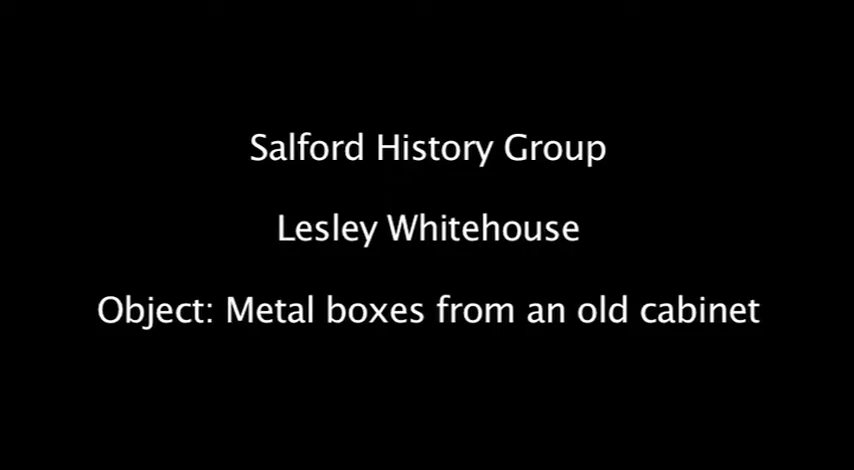 Salford History Group
Lesley Whitehouse
Object: Metal boxes from an old cabinet